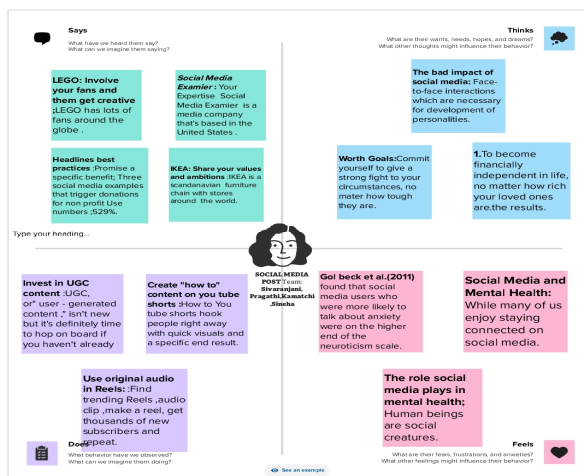 Says
What have we heard them say?
What can we imagine them saying?
LEGO: Involve
your fans and
them get creative
;LEGO has lots of
fans around the
globe .
Social Media
Examier : Your
Expertise Social
Media Examier is a
media company
that's based in the
United States .
Headlines best
practices :Promise a
specific benefit; Three
social media examples
that trigger donations
for non profit Use
numbers ;529%.
IKEA: Share your values
and ambitions :IKEA is a
scandanavian furniture
chain with stores
around the world.
Type your heading...
Thinks
What are their wants, needs, hopes, and dreams?
What other thoughts might influence their behavior?
The bad impact of
social media: Face-
to-face interactions
which are necessary
for development of
personalities.
Worth Goals:Commit
yourself to give a
strong fight to your
circumstances, no
mater how tough
they are.
1.To become
financially
independent in life,
no matter how rich
your loved ones
are.the results.
SOCIAL MEDIA
POST Team:
Sivaranjani,
Pragathi,Kamatchi
,Sinsha
Invest in UGC
content :UGC,
or" user - generated
content ," isn't new
but it's definitely time
to hop on board if
you haven't already
Create "how to"
content on you tube
shorts :How to You
tube shorts hook
people right away
with quick visuals and
a specific end result.
Use original audio
in Reels: :Find
trending Reels ,audio
clip ,make a reel, get
thousands of new
subscribers and
repeat.
Does
What behavior have we observed?
What can we imagine them doing?
Gol beck et al.(2011)
found that social
media users who
were more likely to
talk about anxiety
were on the higher
end of the
neuroticism scale.
Social Media and
Mental Health:
While many of us
enjoy staying
connected on
social media.
The role social
media plays in
mental health;
Human beings
are social
creatures.
Feels
What are their fears, frustrations, and anxieties?
What other feelings might influence their behavior?
See an example